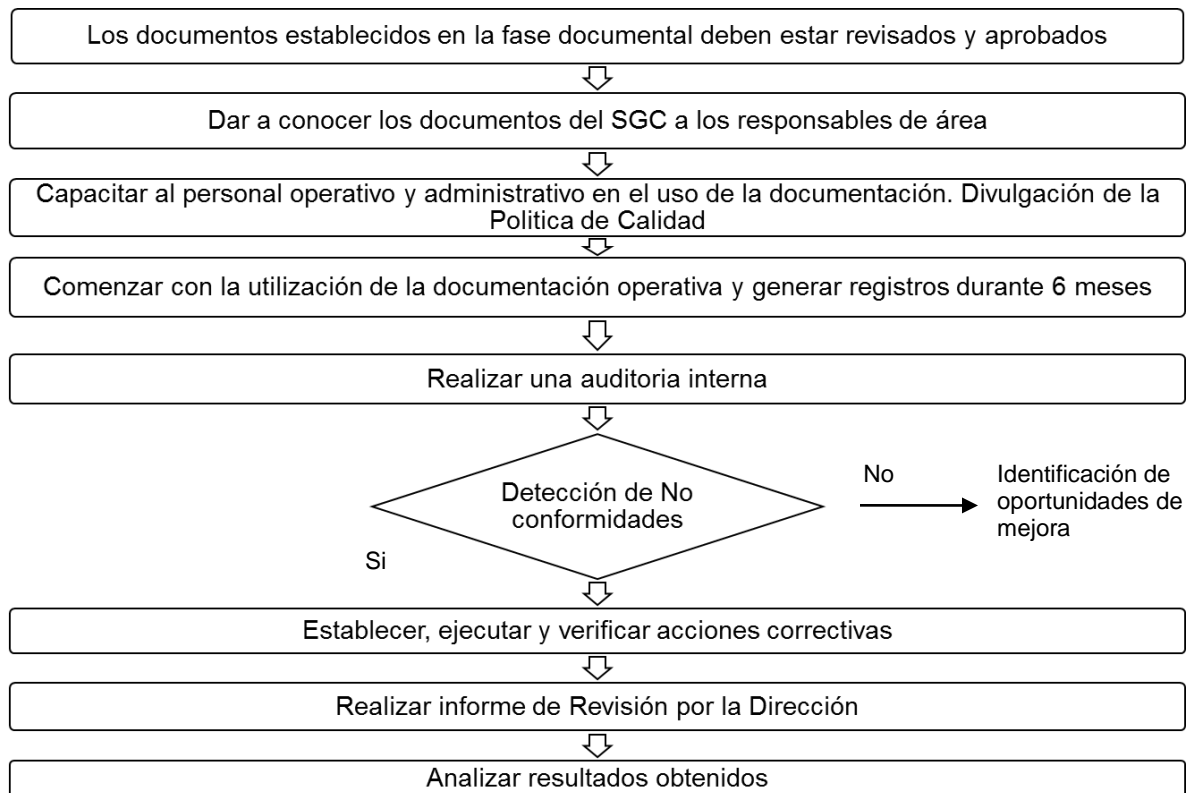 Los documentos establecidos en la fase documental deben estar revisados y aprobados
Dar a conocer los documentos del SGC a los responsables de área
Capacitar al personal operativo y administrativo en el uso de la documentación. Divulgación de la
Politica de Calidad
Comenzar con la utilización de la documentación operativa y generar registros durante 6 meses
Realizar una auditoria interna
Detección de No
conformidades
No
Identificación de
oportunidades de
mejora
Si
Establecer, ejecutar y verificar acciones correctivas
Realizar informe de Revisión por la Dirección
Analizar resultados obtenidos